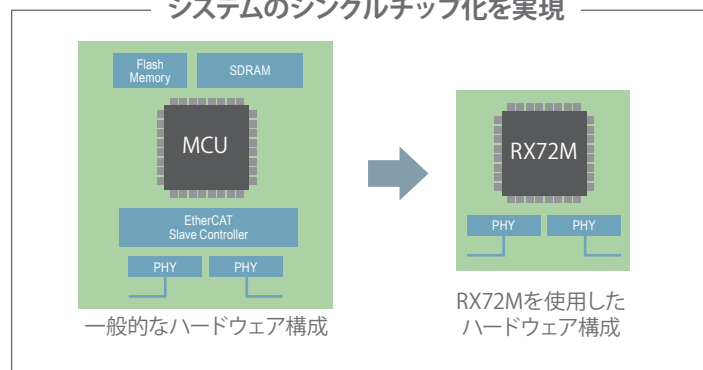 システムのシングルチップ化を実現
Flash
Memory
SDRAM
MCU
EtherCAT
Slave Controller
PHY
PHY
一般的なハードウェア構成
RX72M
PHY
PHY
RX72Mを使用した
ハードウェア構成